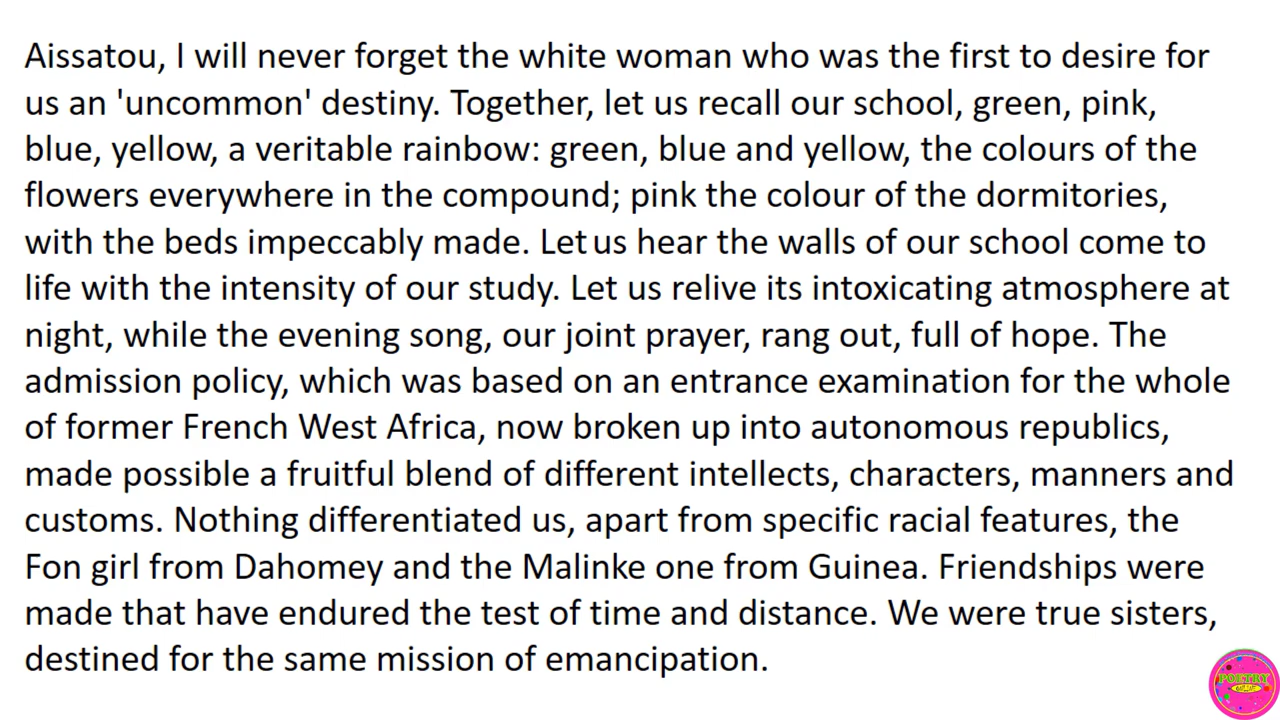 Aissatou, I will never forget the white woman who was the first to desire for
us an 'uncommon' destiny. Together, let us recall our school, green, pink,
blue, yellow, a veritable rainbow: green, blue and yellow, the colours of the
flowers everywhere in the compound; pink the colour of the dormitories,
with the beds impeccably made. Let us hear the walls of our school come to
life with the intensity of our study. Let us relive its intoxicating atmosphere at
night, while the evening song, our joint prayer, rang out, full of hope. The
admission policy, which was based on an entrance examination for the whole
of former French West Africa, now broken up into autonomous republics,
made possible a fruitful blend of different intellects, characters, manners and
customs. Nothing differentiated us, apart from specific racial features, the
Fon girl from Dahomey and the Malinke one from Guinea. Friendships were
made that have endured the test of time and distance. We were true sisters,
destined for the same mission of emancipation.
POETRY